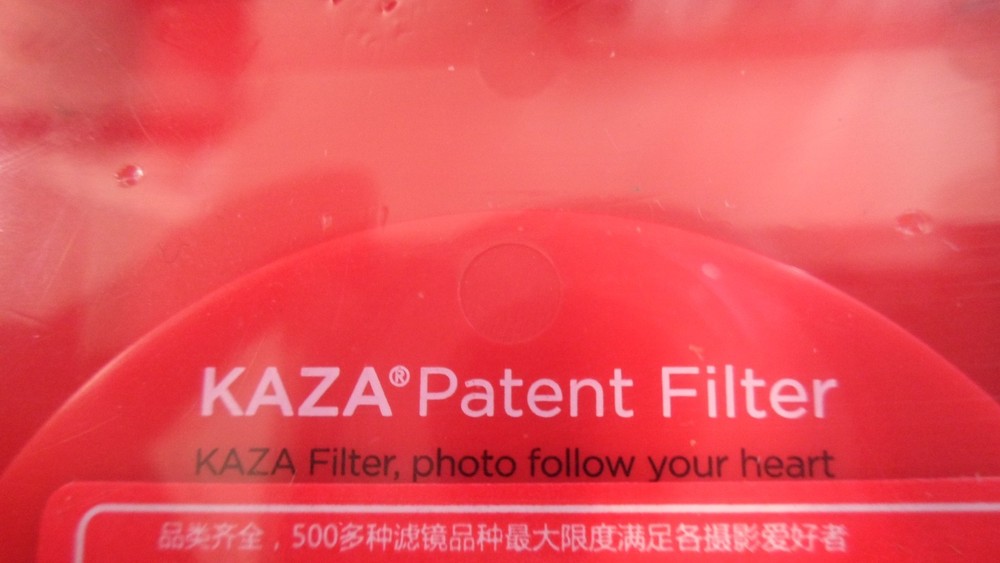 KAZA® Patent Filter
KAZA Filter, photo follow your heart
品类齐全，500多种滤镜品种最大限度满足各摄影爱好者